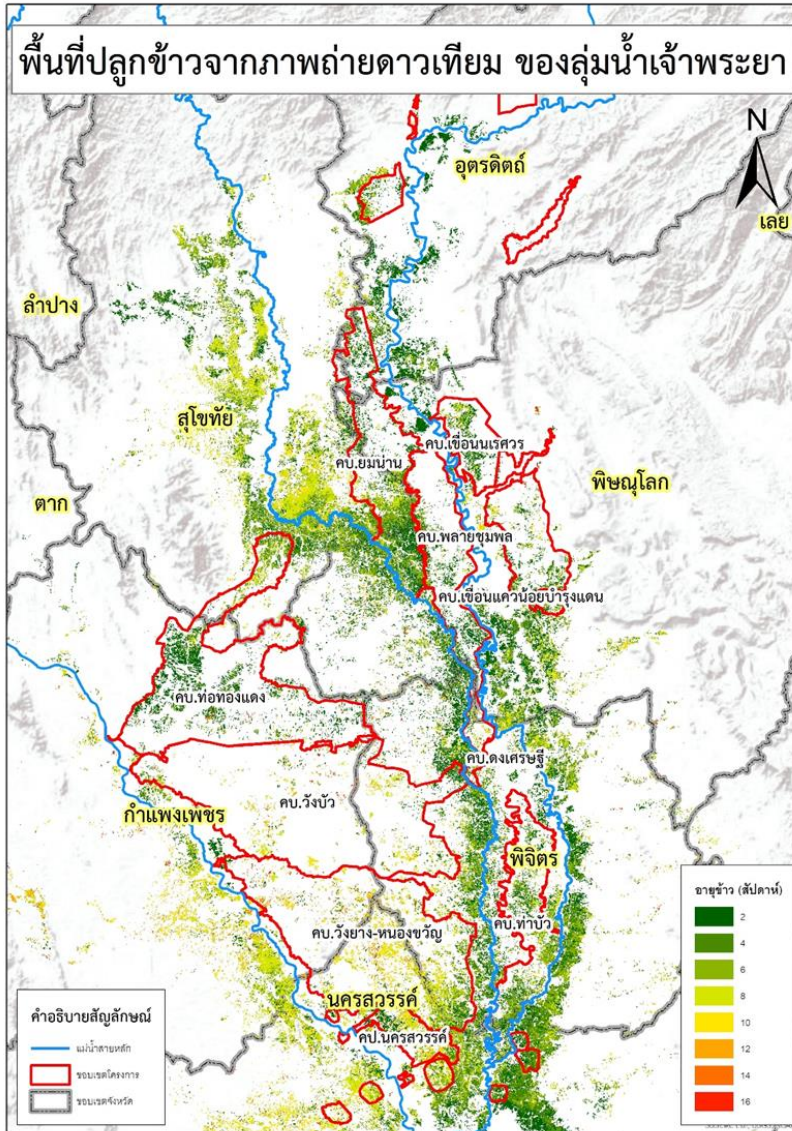 พื้นที่ปลูกข้าวจากภาพถ่ายดาวเทียม ของลุ่มน้ำเจ้าพระยา
N
อุตรดิตถ์
เลย
ลำปาง
สุโขทัย
คบ.เขื่อนนเรศวร
คบ.ยมน่าน
พิษณุโลก
ตาก
คบ.พลายชุมพล
คบ.เขื่อนแควน้อยบำรุงแดน
คบ.ท่อทองแดง
คบ.ดงเศรษฐี
คบ.วังบัว
กำแพงเพชร
พิจิตร
คบ.ท่าบัว
คบ.วังยาง-หนองขวัญ
นครสวรรค์
คป.นครสวรรค์
อายุข้าว (สัปดาห์)
2
4
6
8
10
12
14
16
คำอธิบายสัญลักษณ์
แม่น้ำสายหลัก
ขอบเขตโครงการ
ขอบเขตจังหวัด